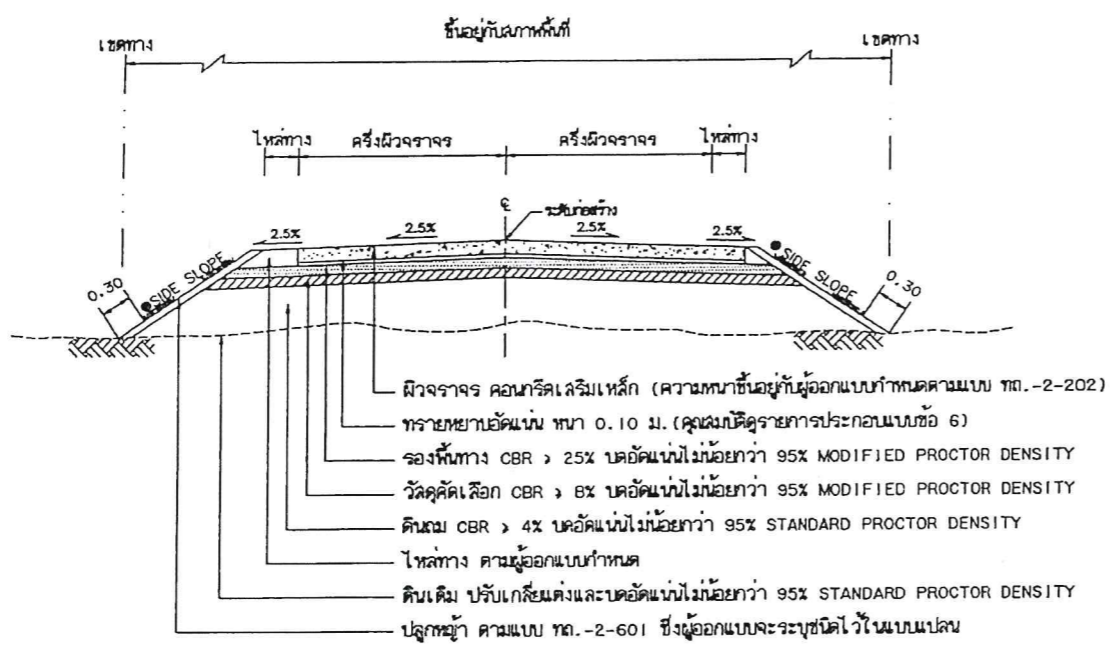 ขึ้นอยู่กับสภาพพื้นที่
เขตทาง เขตทาง
ไหล่ทาง ครึ่งผิวจราจร ครึ่งผิวจราจร ไหล่ทาง
ระดับก่อสร้าง
2.5% 2.5% 2.5% 2.5%
SIDE SLOPE SIDE SLOPE
0.30 0.30
ผิวจราจร คอนกรีตเสริมเหล็ก (ความหนาขึ้นอยู่กับผู้ออกแบบกำหนดตามแบบ ทถ.-2-202)
ทรายหยาบอัดแน่น หนา 0.10 ม.(คุณสมบัติดูรายการประกอบแบบข้อ 6)
รองพื้นทาง CBR > 25% บดอัดแน่นไม่น้อยกว่า 95% MODIFIED PROCTOR DENSITY
วัสดุคัดเลือก CBR > 8% บดอัดแน่นไม่น้อยกว่า 95% MODIFIED PROCTOR DENSITY
ดินถม CBR > 4% บดอัดแน่นไม่น้อยกว่า 95% STANDARD PROCTOR DENSITY
ไหล่ทาง ตามผู้ออกแบบกำหนด
ดินเดิม ปรับเกลี่ยแต่งและบดอัดแน่นไม่น้อยกว่า 95% STANDARD PROCTOR DENSITY
ปลูกหญ้า ตามแบบ ทถ.-2-601 ซึ่งผู้ออกแบบจะระบุชนิดไว้ในแบบแปลน